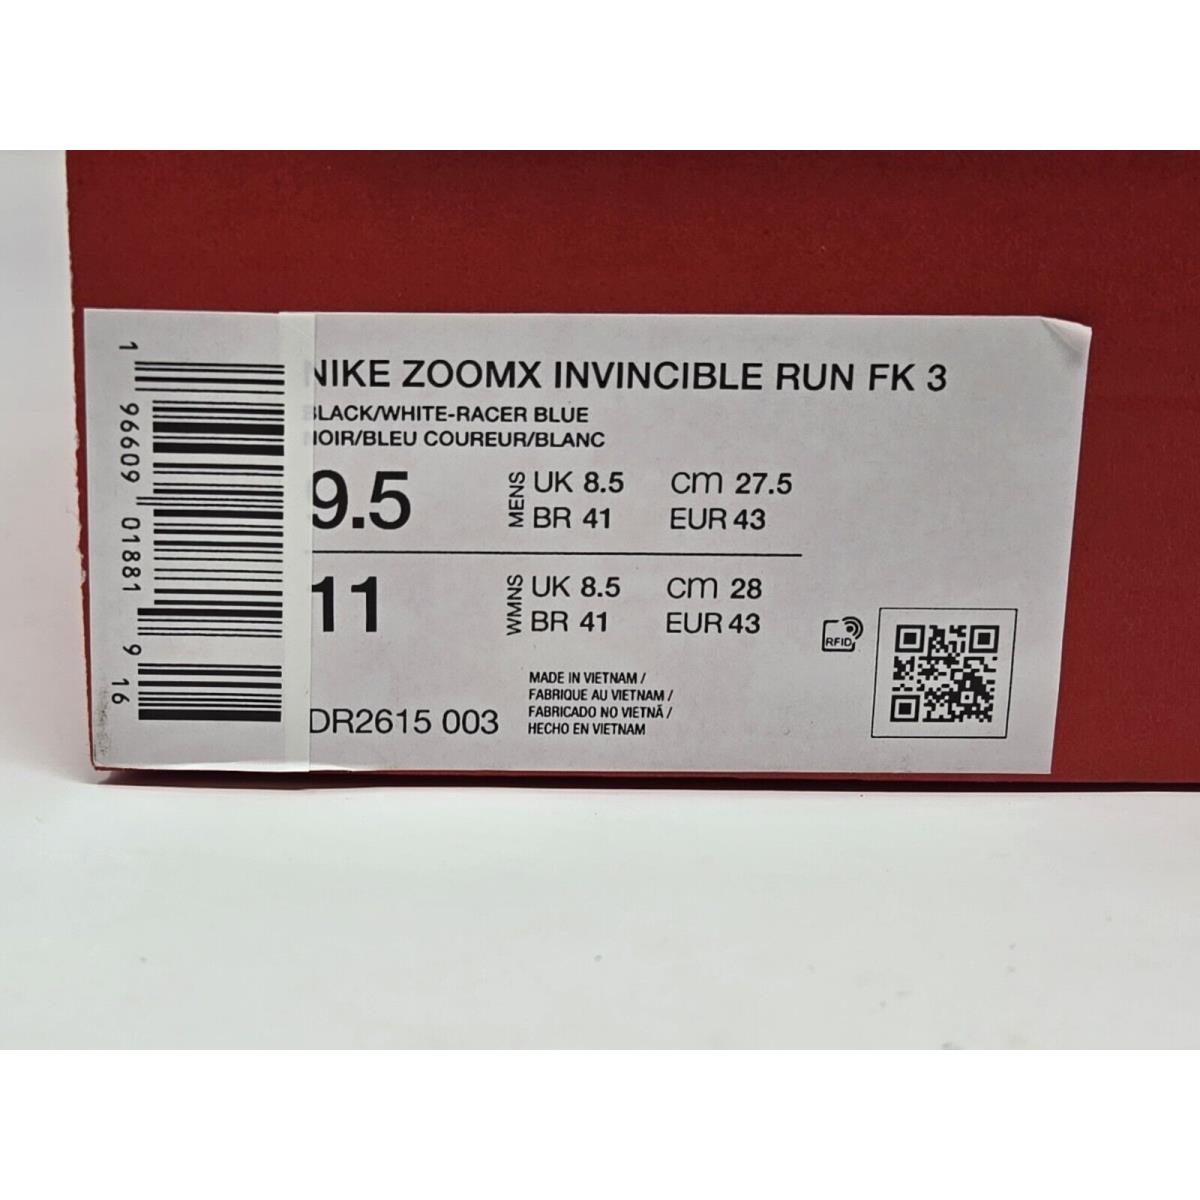 1 96609 01881 9 16
NIKE ZOOMX INVINCIBLE RUN FK 3
BLACK/WHITE-RACER BLUE
NOIR/BLEU COUREUR/BLANC
9.5 MENS UK 8.5 cm 27.5
BR 41 EUR 43
11 WMNS UK 8.5 cm 28
BR 41 EUR 43
RFID
DR2615 003
MADE IN VIETNAM /
FABRIQUE AU VIETNAM /
FABRICADO NO VIETNÃ /
HECHO EN VIETNAM